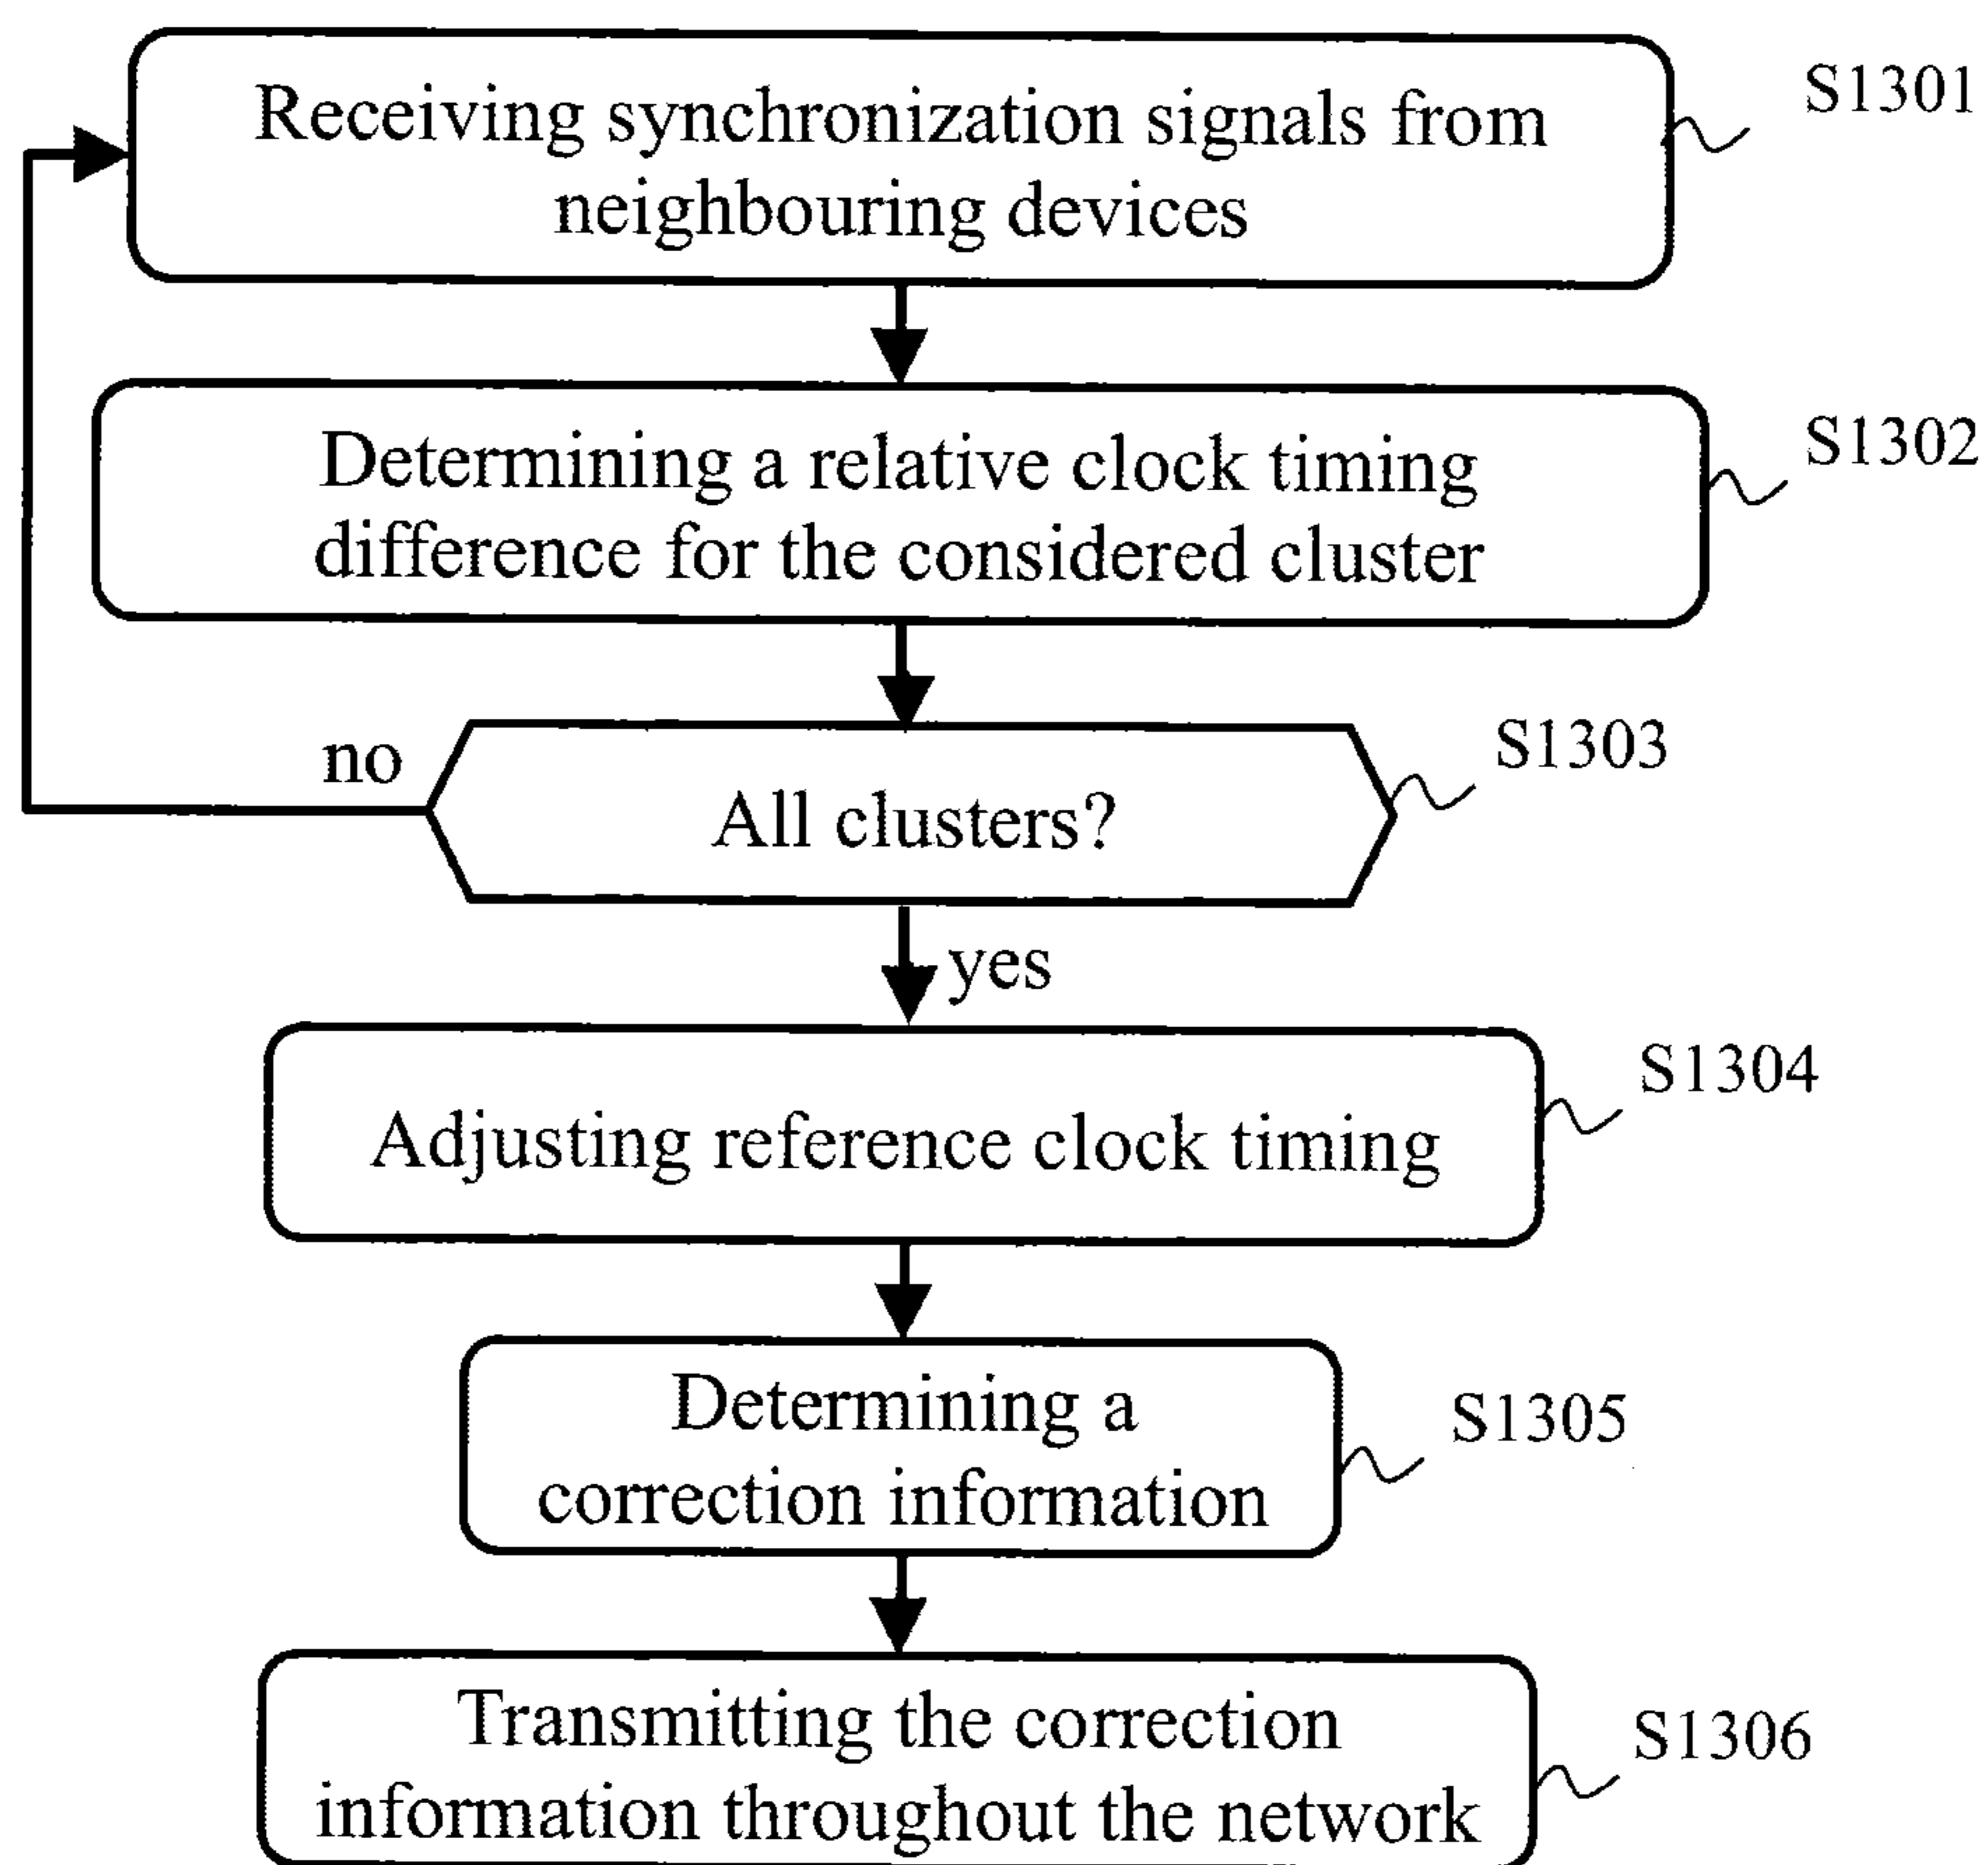 Receiving synchronization signals from
neighbouring devices
S1301
Determining a relative clock timing
difference for the considered cluster
S1302
no
All clusters?
S1303
yes
Adjusting reference clock timing
S1304
Determining a
correction information
S1305
Transmitting the correction
information throughout the network
S1306